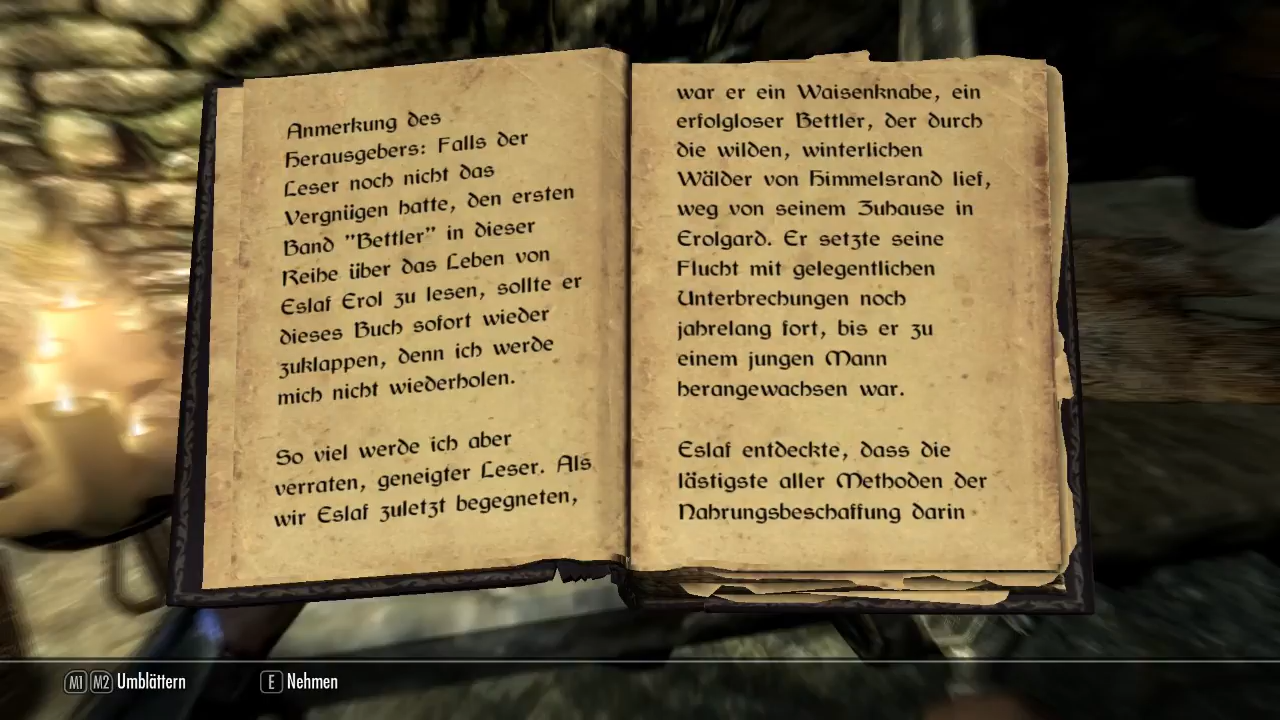 Anmerkung des
Herausgebers: Falls der
Leser noch nicht das
Vergnügen hatte, den ersten
Band "Bettler" in dieser
Reihe über das Leben von
Eslaf Erol zu lesen, sollte er
dieses Buch sofort wieder
zuklappen, denn ich werde
mich nicht wiederholen.
So viel werde ich aber
verraten, geneigter Leser. Als
wir Eslaf zuletzt begegneten,
war er ein Waisenknabe, ein
erfolgloser Bettler, der durch
die wilden, winterlichen
Wälder von Himmelsrand lief,
weg von seinem Zuhause in
Erolgard. Er setzte seine
Flucht mit gelegentlichen
Unterbrechungen noch
jahrelang fort, bis er zu
einem jungen Mann
herangewachsen war.
Eslaf entdeckte, dass die
lästigste aller Methoden der
Nahrungsbeschaffung darin
M1 M2 Umblättern
E Nehmen